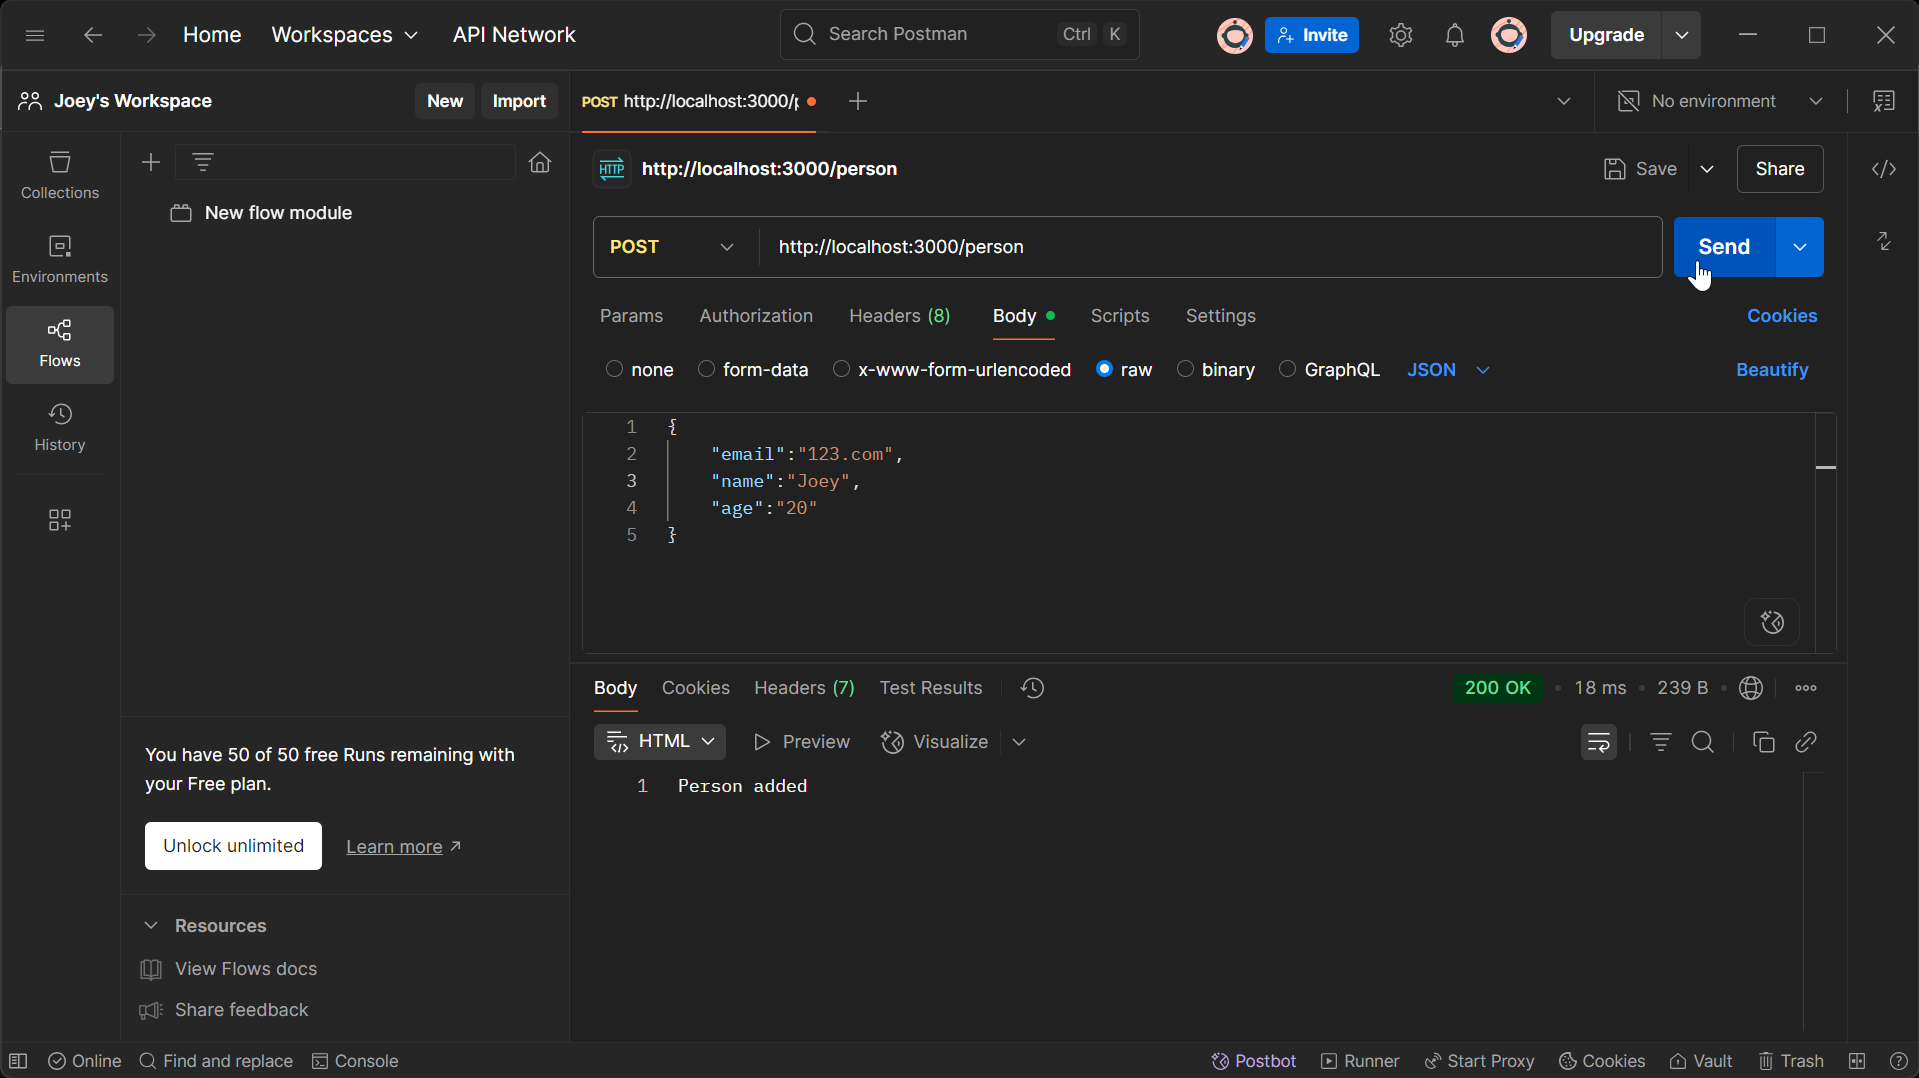 Home Workspaces API Network Search Postman Ctrl K Invite Upgrade
Joey's Workspace New Import POST http://localhost:3000/p No environment
Collections
Environments
Flows
History
New flow module
You have 50 of 50 free Runs remaining with
your Free plan.
Unlock unlimited Learn more
Resources
View Flows docs
Share feedback
HTTP http://localhost:3000/person Save Share
POST http://localhost:3000/person Send
Params Authorization Headers (8) Body Scripts Settings Cookies
none form-data x-www-form-urlencoded raw binary GraphQL JSON Beautify
1 {
2 "email":"123.com",
3 "name":"Joey",
4 "age":"20"
5 }
Body Cookies Headers (7) Test Results 200 OK • 18 ms • 239 B •
HTML Preview Visualize
1 Person added
Online Find and replace Console Postbot Runner Start Proxy Cookies Vault Trash